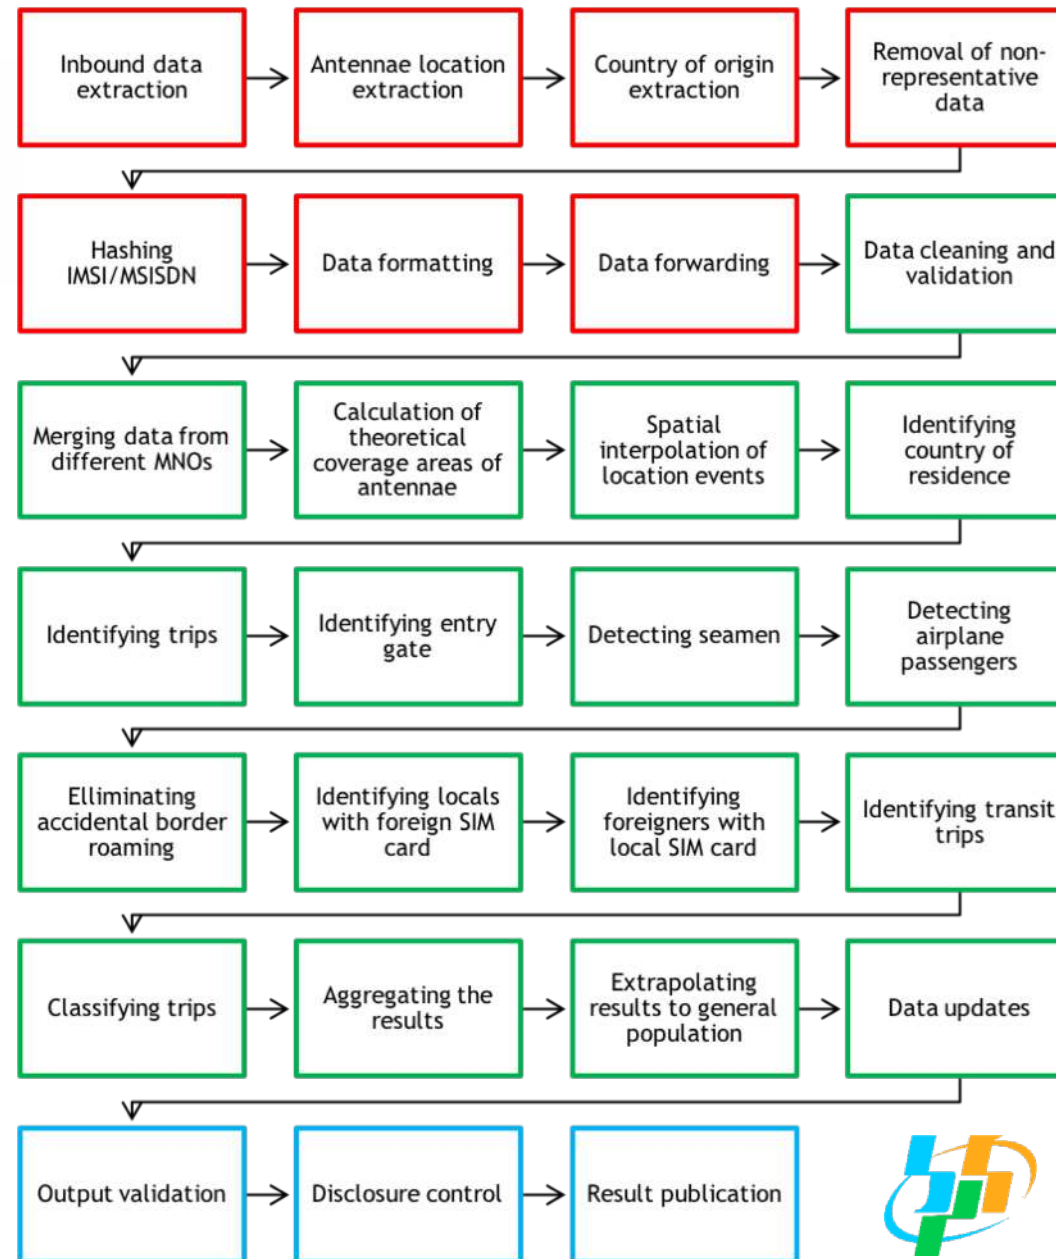 Inbound data
extraction
Antennae location
extraction
Country of origin
extraction
Removal of non-
representative
data
Hashing
IMSI/MSISDN
Data formatting
Data forwarding
Data cleaning and
validation
Merging data from
different MNOs
Calculation of
theoretical
coverage areas of
antennae
Spatial
interpolation of
location events
Identifying
country of
residence
Identifying trips
Identifying entry
gate
Detecting seamen
Detecting
airplane
passengers
Elliminating
accidental border
roaming
Identifying locals
with foreign SIM
card
Identifying
foreigners with
local SIM card
Identifying transit
trips
Classifying trips
Aggregating the
results
Extrapolating
results to general
population
Data updates
Output validation
Disclosure control
Result publication